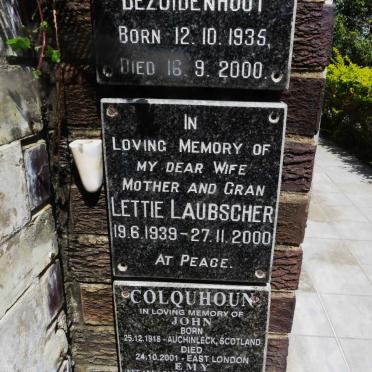 BEZUIDENHOUT
BORN 12.10.1935,
DIED 16.9.2000.
IN
LOVING MEMORY OF
MY DEAR WIFE
MOTHER AND GRAN
LETTIE LAUBSCHER
19.6.1939-27.11.2000
AT PEACE.
COLQUHOUN
IN LOVING MEMORY OF
JOHN
BORN
25.12.1918 - AUCHINLECK, SCOTLAND
DIED
24.10.2001 - EAST LONDON
EMY